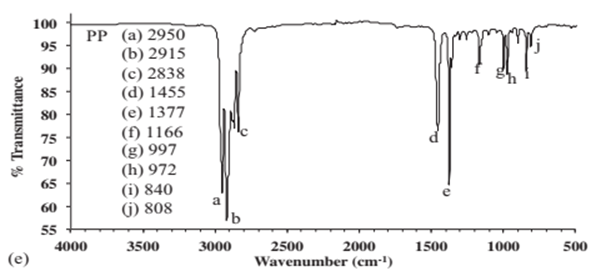 100
95
90
85
80
75
70
65
60
55
% Transmittance
PP (a) 2950
(b) 2915
(c) 2838
(d) 1455
(e) 1377
(f) 1166
(g) 997
(h) 972
(i) 840
(j) 808
a
b
c
d
e
f
g
h
i
j
4000 3500 3000 2500 2000 1500 1000 500
Wavenumber (cm⁻¹)
(e)